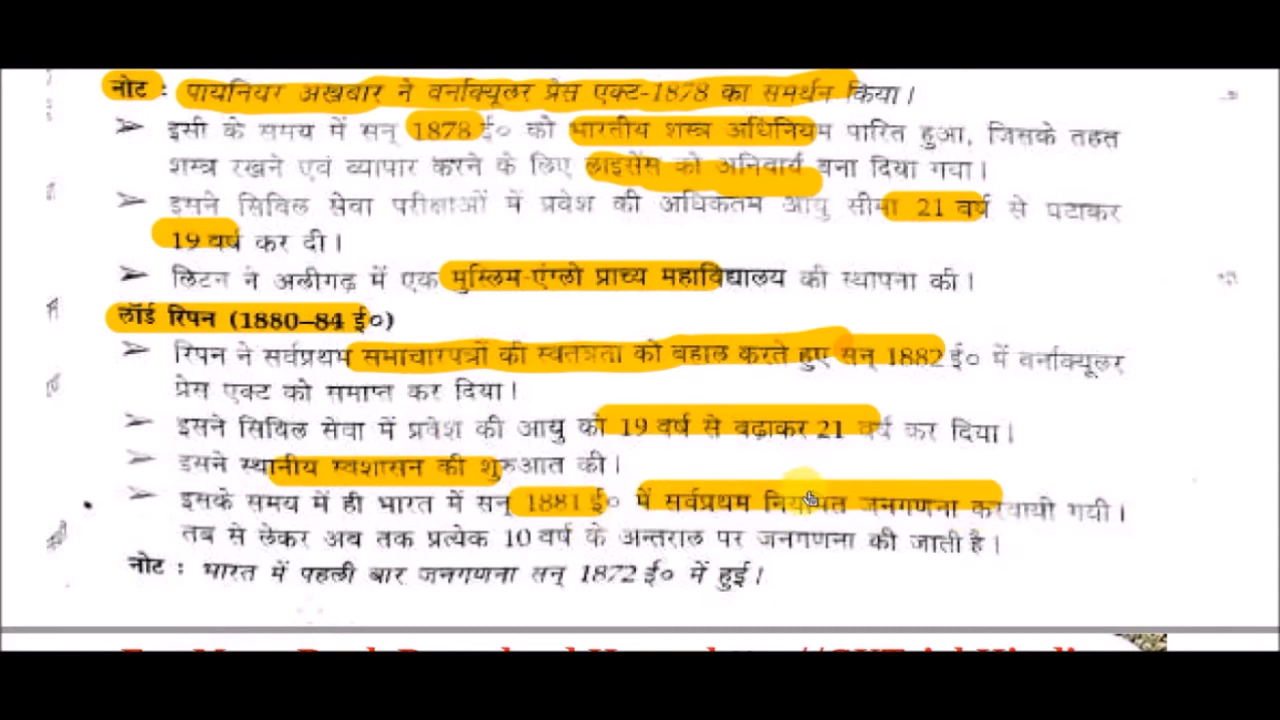 नोट : पायनियर अखबार ने वर्नाक्यूलर प्रेस एक्ट-1878 का समर्थन किया।
➢ इसी के समय में सन् 1878 ई० को भारतीय शस्त्र अधिनियम पारित हुआ, जिसके तहत
शस्त्र रखने एवं व्यापार करने के लिए लाइसेंस को अनिवार्य बना दिया गया।
➢ इसने सिविल सेवा परीक्षाओं में प्रवेश की अधिकतम आयु सीमा 21 वर्ष से घटाकर
19 वर्ष कर दी।
➢ लिटन ने अलीगढ़ में एक मुस्लिम-एंग्लो प्राच्य महाविद्यालय की स्थापना की।
लॉर्ड रिपन (1880–84 ई०)
➢ रिपन ने सर्वप्रथम समाचारपत्रों की स्वतंत्रता को बहाल करते हुए सन् 1882 ई० में वर्नाक्यूलर
प्रेस एक्ट को समाप्त कर दिया।
➢ इसने सिविल सेवा में प्रवेश की आयु को 19 वर्ष से बढ़ाकर 21 वर्ष कर दिया।
➢ इसने स्थानीय स्वशासन की शुरुआत की।
➢ इसके समय में ही भारत में सन् 1881 ई० में सर्वप्रथम नियमित जनगणना करवायी गयी।
तब से लेकर अब तक प्रत्येक 10 वर्ष के अन्तराल पर जनगणना की जाती है।
नोट : भारत में पहली बार जनगणना सन् 1872 ई० में हुई।